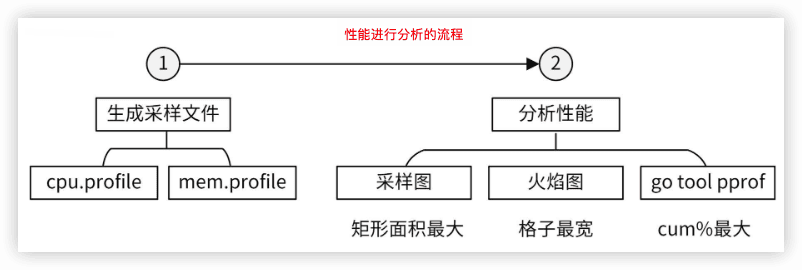 性能进行分析的流程
1
2
生成采样文件
分析性能
cpu.profile
mem.profile
采样图
火焰图
go tool pprof
矩形面积最大
格子最宽
cum%最大